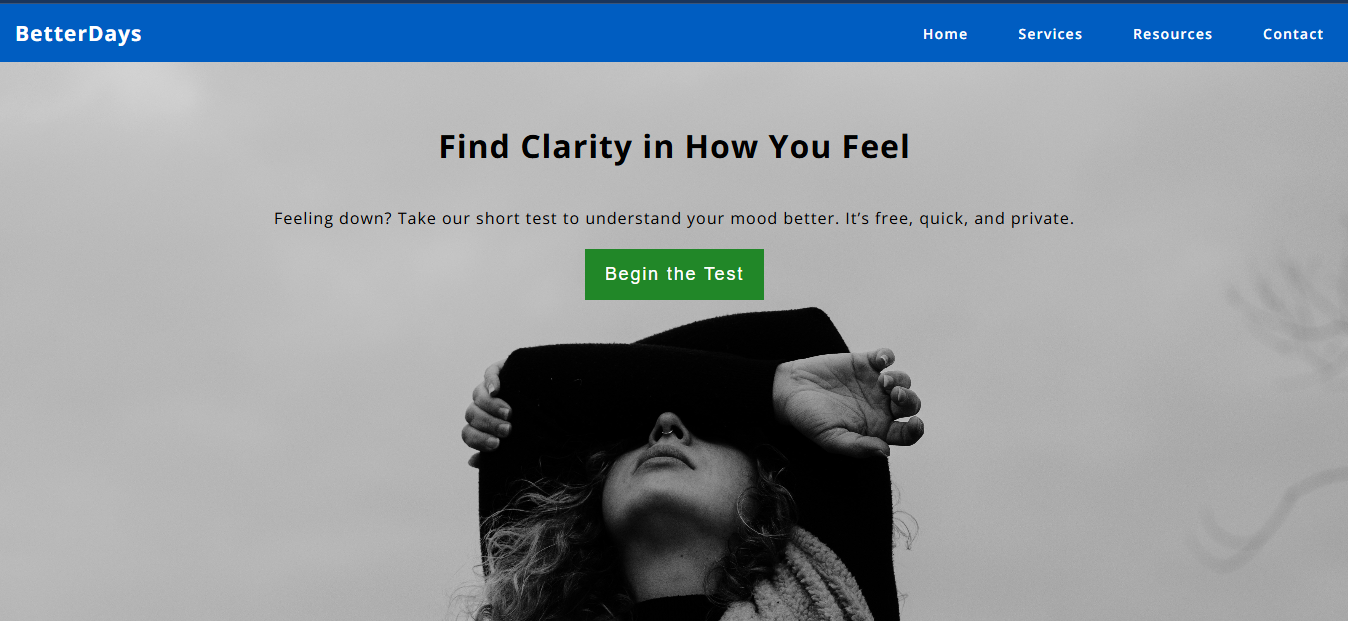 BetterDays
Home Services Resources Contact
Find Clarity in How You Feel
Feeling down? Take our short test to understand your mood better. It’s free, quick, and private.
Begin the Test